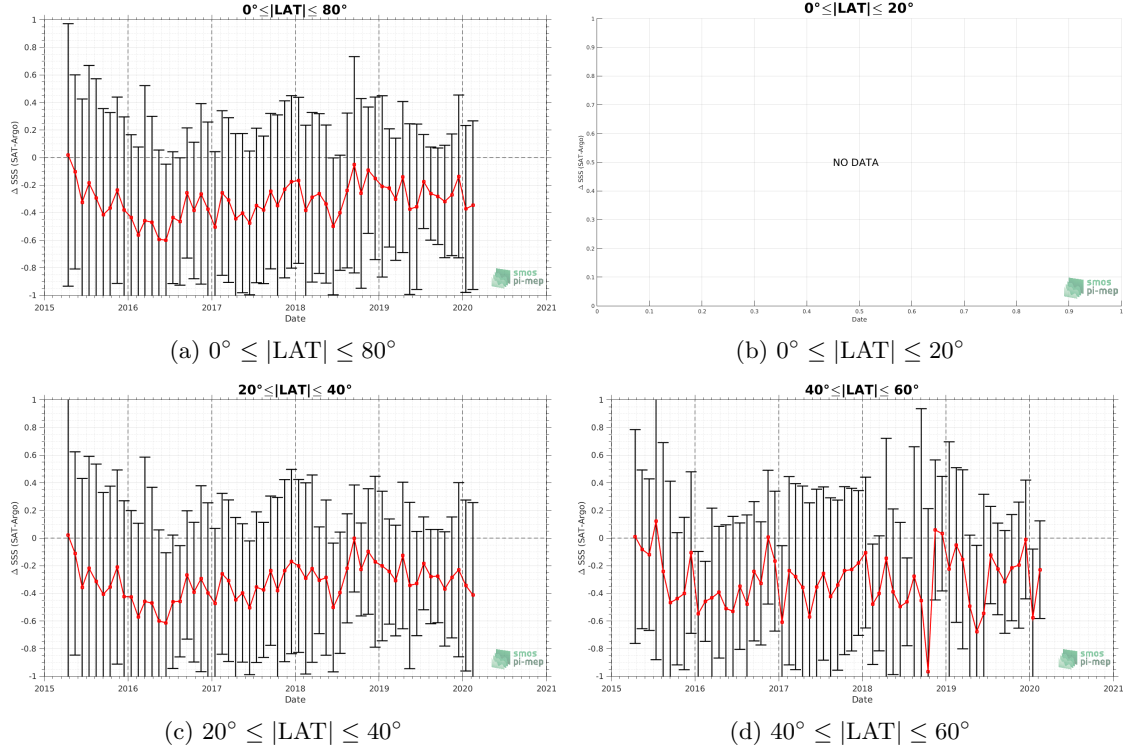 0°≤|LAT|≤ 80°
1
0.8
0.6
0.4
0.2
0
-0.2
-0.4
-0.6
-0.8
-1
Δ SSS (SAT-Argo)
2015 2016 2017 2018 2019 2020 2021
Date
smos
pi-mep
(a) 0° ≤ |LAT| ≤ 80°
0°≤|LAT|≤ 20°
1
0.9
0.8
0.7
0.6
0.5
0.4
0.3
0.2
0.1
0
Δ SSS (SAT-Argo)
NO DATA
0 0.1 0.2 0.3 0.4 0.5 0.6 0.7 0.8 0.9 1
Date
smos
pi-mep
(b) 0° ≤ |LAT| ≤ 20°
20°≤|LAT|≤ 40°
1
0.8
0.6
0.4
0.2
0
-0.2
-0.4
-0.6
-0.8
-1
Δ SSS (SAT-Argo)
2015 2016 2017 2018 2019 2020 2021
Date
smos
pi-mep
(c) 20° ≤ |LAT| ≤ 40°
40°≤|LAT|≤ 60°
1
0.8
0.6
0.4
0.2
0
-0.2
-0.4
-0.6
-0.8
-1
Δ SSS (SAT-Argo)
2015 2016 2017 2018 2019 2020 2021
Date
smos
pi-mep
(d) 40° ≤ |LAT| ≤ 60°